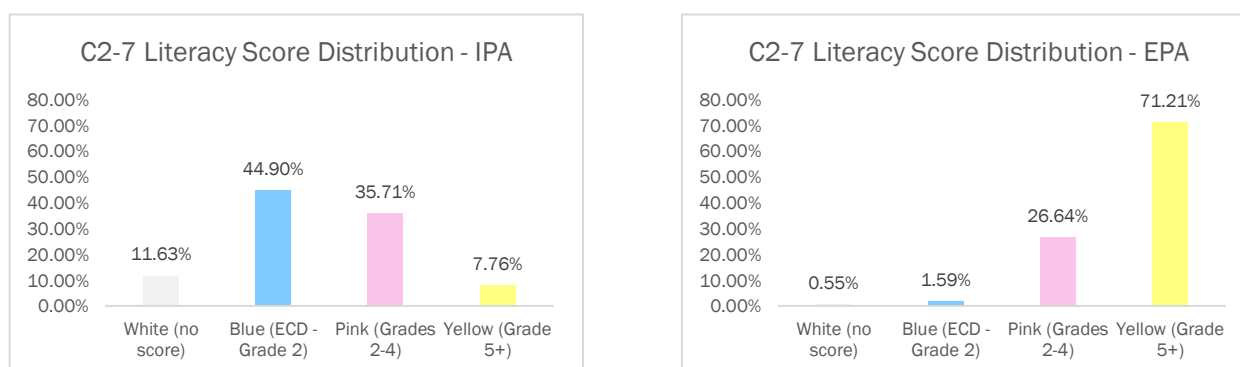 C2-7 Literacy Score Distribution - IPA
80.00%
70.00%
60.00%
50.00%
40.00%
30.00%
20.00%
10.00%
0.00%
11.63%
44.90%
35.71%
7.76%
White (no
score)
Blue (ECD -
Grade 2)
Pink (Grades
2-4)
Yellow (Grade
5+)
C2-7 Literacy Score Distribution - EPA
80.00%
70.00%
60.00%
50.00%
40.00%
30.00%
20.00%
10.00%
0.00%
0.55%
1.59%
26.64%
71.21%
White (no
score)
Blue (ECD -
Grade 2)
Pink (Grades
2-4)
Yellow (Grade
5+)